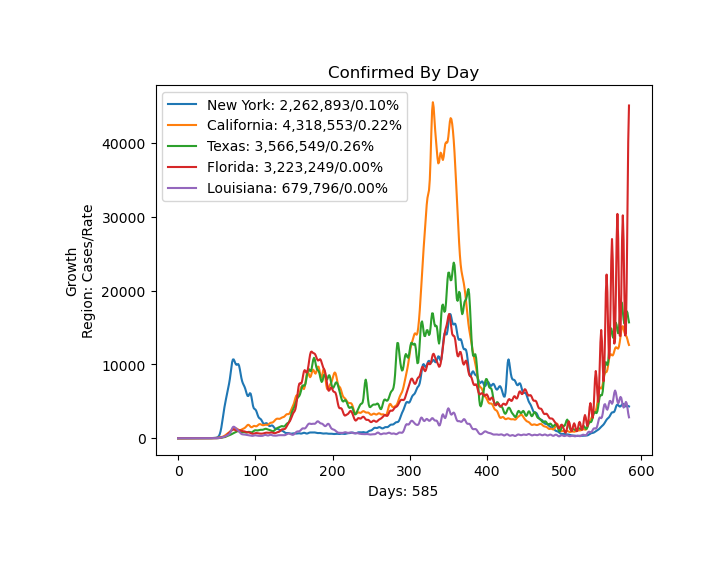 Confirmed By Day
New York: 2,262,893/0.10%
California: 4,318,553/0.22%
Texas: 3,566,549/0.26%
Florida: 3,223,249/0.00%
Louisiana: 679,796/0.00%
Growth
Region: Cases/Rate
40000
30000
20000
10000
0
0 100 200 300 400 500 600
Days: 585